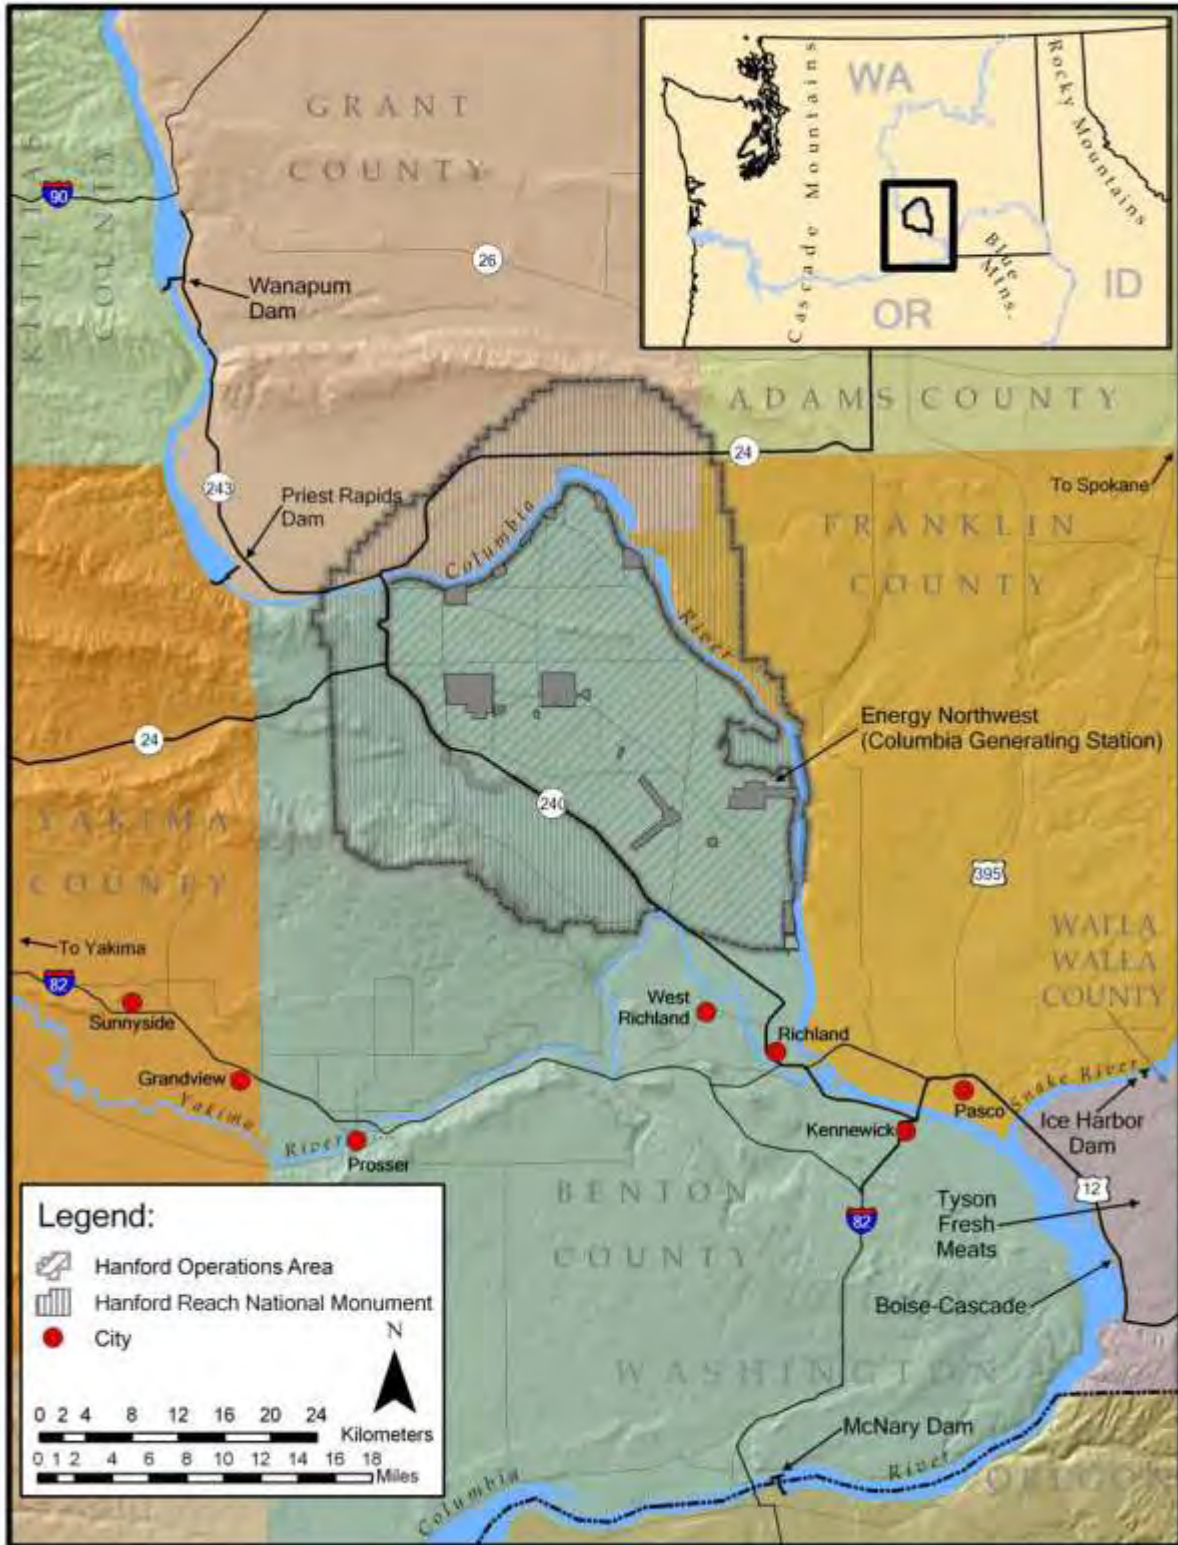 GRANT
COUNTY
KITTITAS
COUNTY
90
26
Wanapum
Dam
WA
Cascade Mountains
Rocky Mountains
Blue
Mtns.
OR
ID
ADAMS COUNTY
24
To Spokane
243
Priest Rapids
Dam
FRANKLIN
COUNTY
Columbia
River
Energy Northwest
(Columbia Generating Station)
24
240
YAKIMA
COUNTY
395
WALLA
WALLA
COUNTY
To Yakima
82
Sunnyside
West
Richland
Richland
Grandview
Yakima
River
Prosser
Pasco
Snake River
Kennewick
Ice Harbor
Dam
BENTON
COUNTY
82
12
Tyson
Fresh
Meats
Boise-Cascade
WASHINGTON
McNary Dam
Columbia
River
Legend:
Hanford Operations Area
Hanford Reach National Monument
City
N
0 2 4 8 12 16 20 24
Kilometers
0 1 2 4 6 8 10 12 14 16 18
Miles